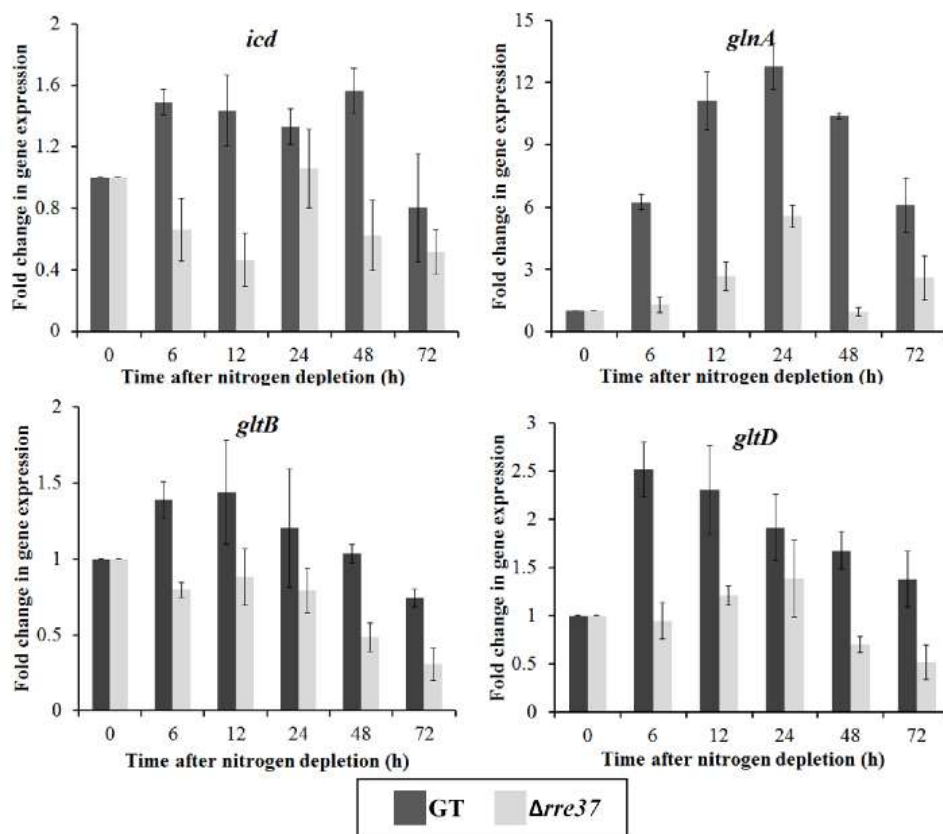 icd
Fold change in gene expression
2
1.6
1.2
0.8
0.4
0
0 6 12 24 48 72
Time after nitrogen depletion (h)
glnA
Fold change in gene expression
15
12
9
6
3
0
0 6 12 24 48 72
Time after nitrogen depletion (h)
gltB
Fold change in gene expression
2
1.5
1
0.5
0
0 6 12 24 48 72
Time after nitrogen depletion (h)
gltD
Fold change in gene expression
3
2.5
2
1.5
1
0.5
0
0 6 12 24 48 72
Time after nitrogen depletion (h)
GT Δrre37